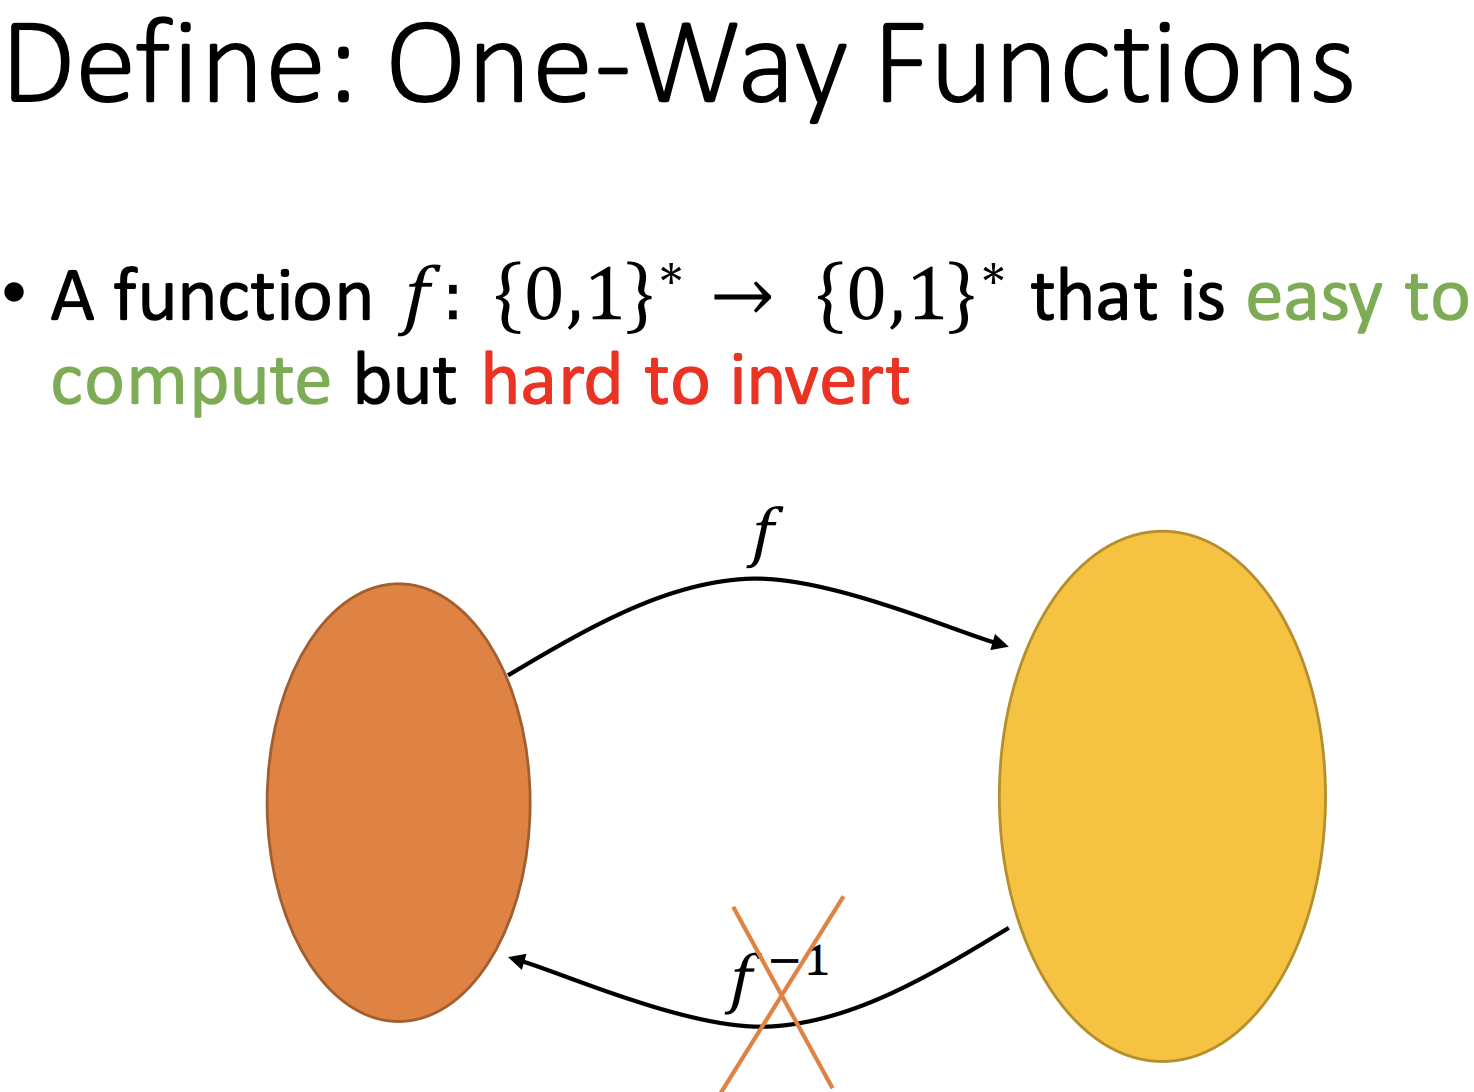 Define: One-Way Functions
• A function 𝑓: {0,1}* → {0,1}* that is easy to
compute but hard to invert
𝑓
𝑓⁻¹